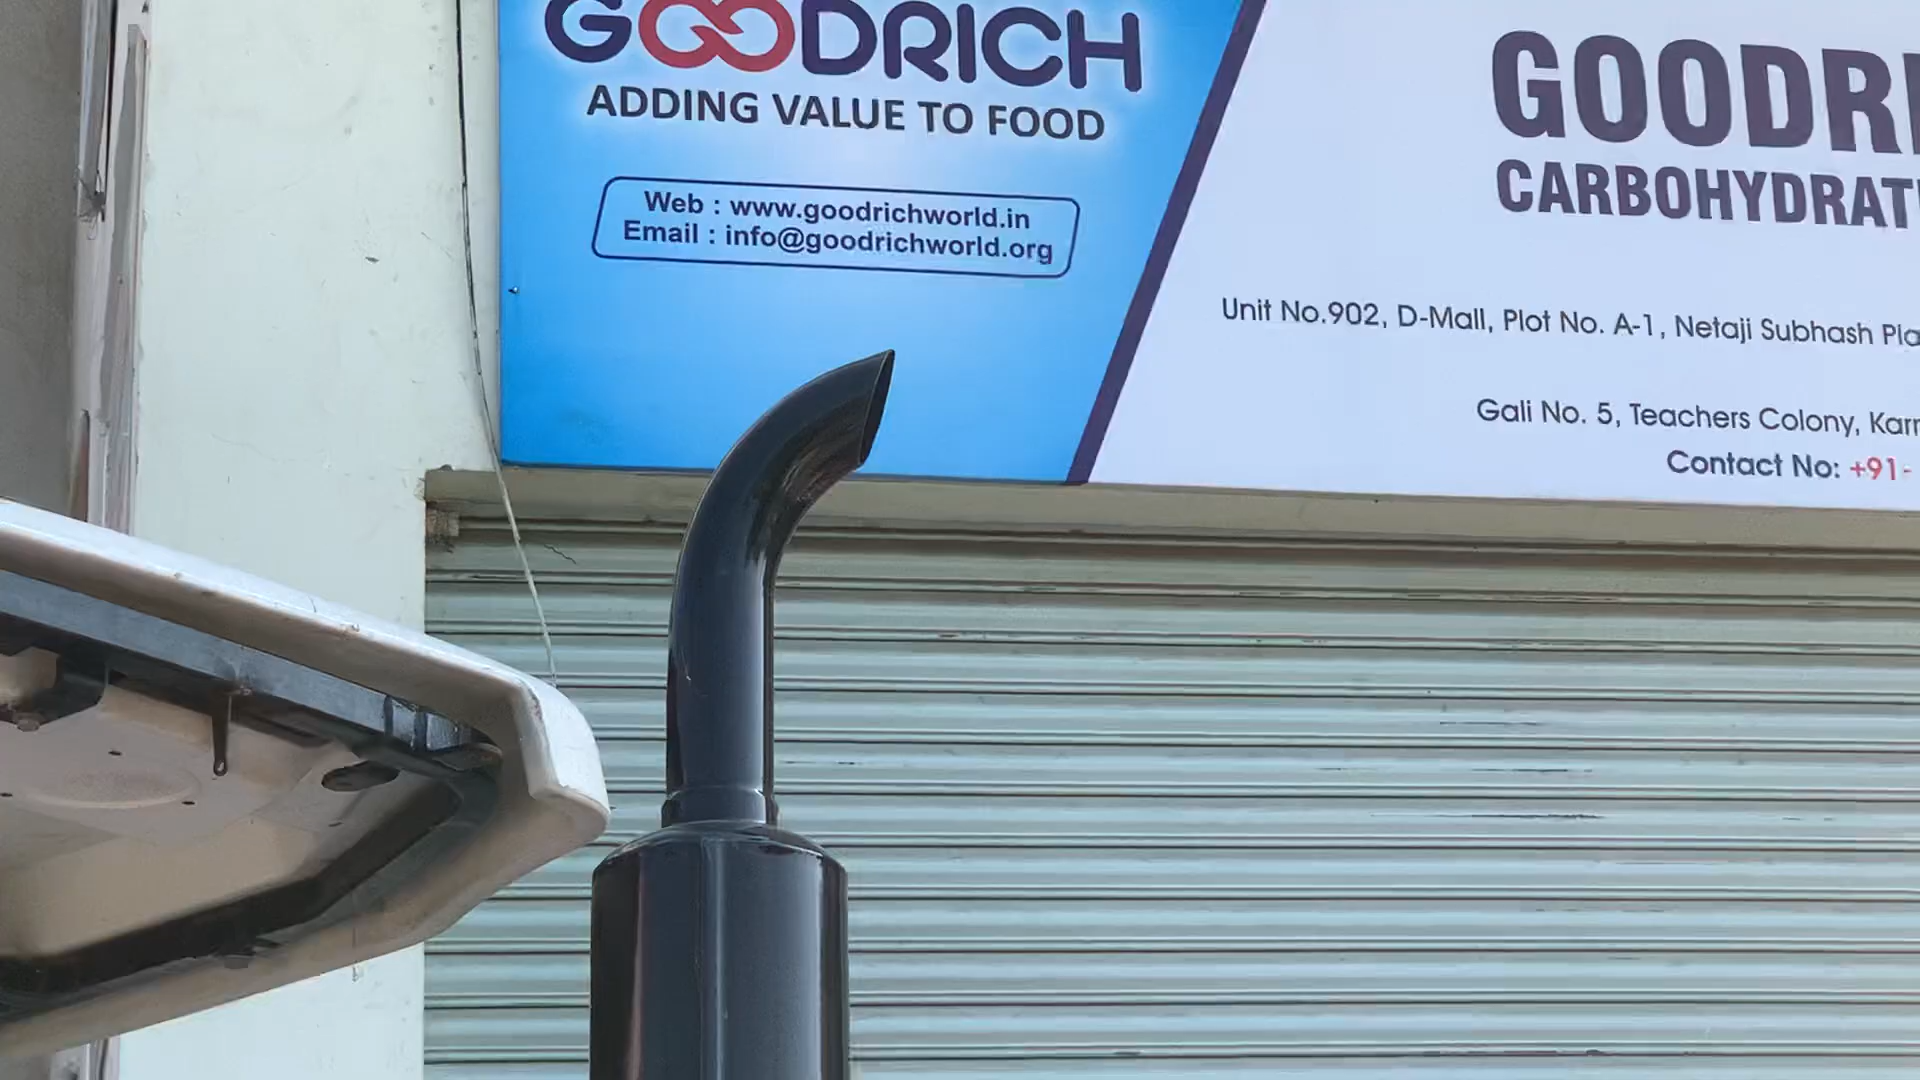 GOODRICH
ADDING VALUE TO FOOD
Web : www.goodrichworld.in
Email : info@goodrichworld.org
GOODRI
CARBOHYDRAT
Unit No.902, D-Mall, Plot No. A-1, Netaji Subhash Pla
Gali No. 5, Teachers Colony, Kar
Contact No: +91-